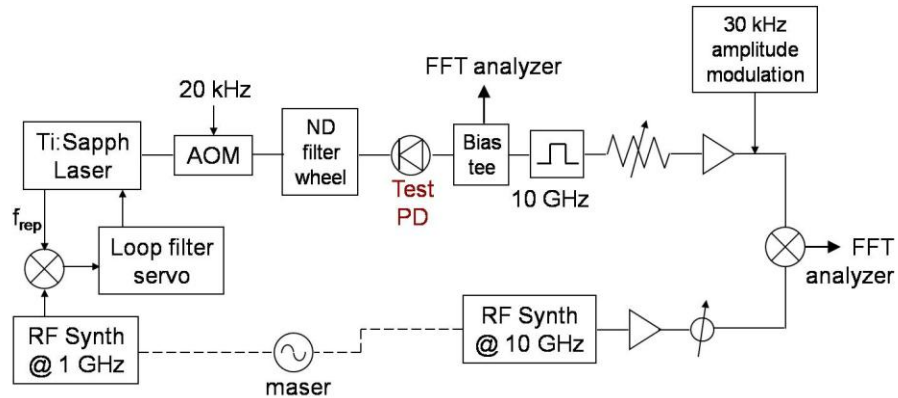 30 kHz
amplitude
modulation
FFT analyzer
20 kHz
Ti:Sapph
Laser
AOM
ND
filter
wheel
Test
PD
Bias
tee
10 GHz
f_rep
Loop filter
servo
FFT
analyzer
RF Synth
@ 1 GHz
maser
RF Synth
@ 10 GHz